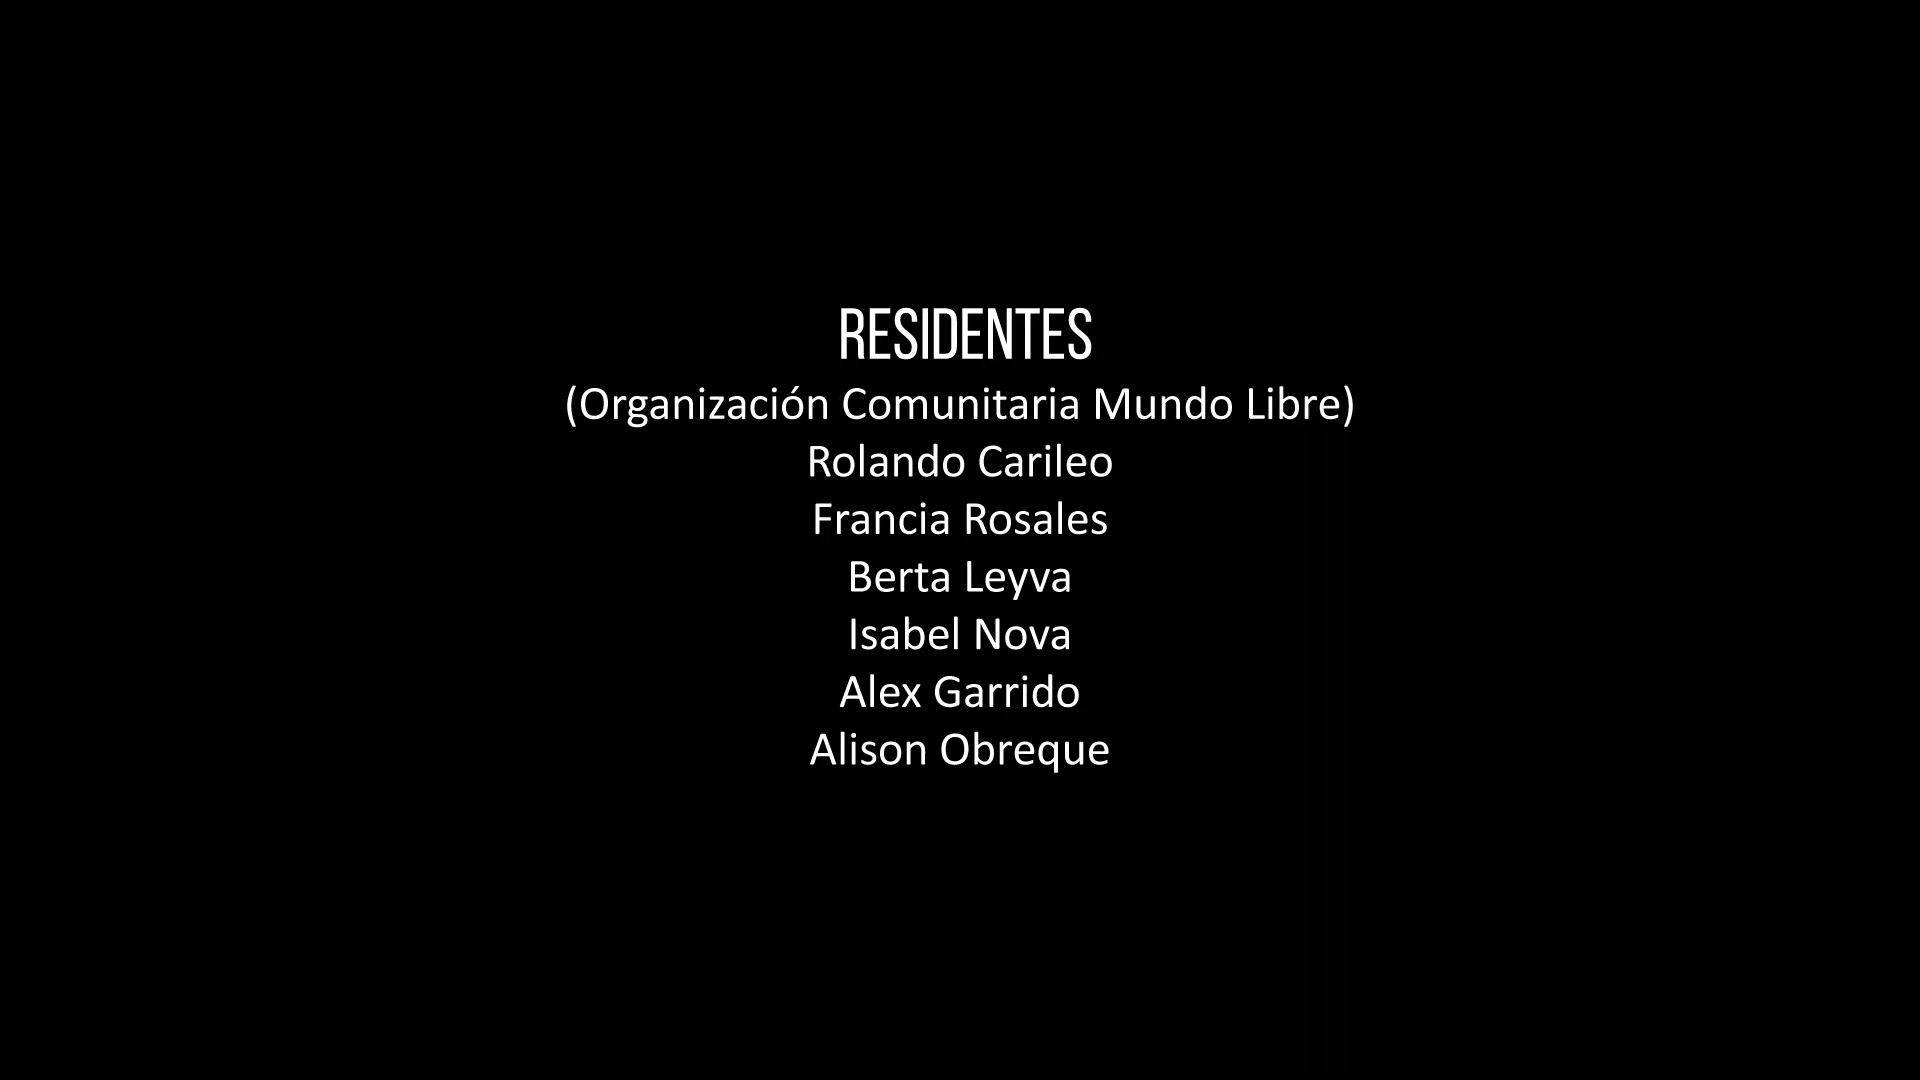 RESIDENTES
(Organización Comunitaria Mundo Libre)
Rolando Carileo
Francia Rosales
Berta Leyva
Isabel Nova
Alex Garrido
Alison Obreque